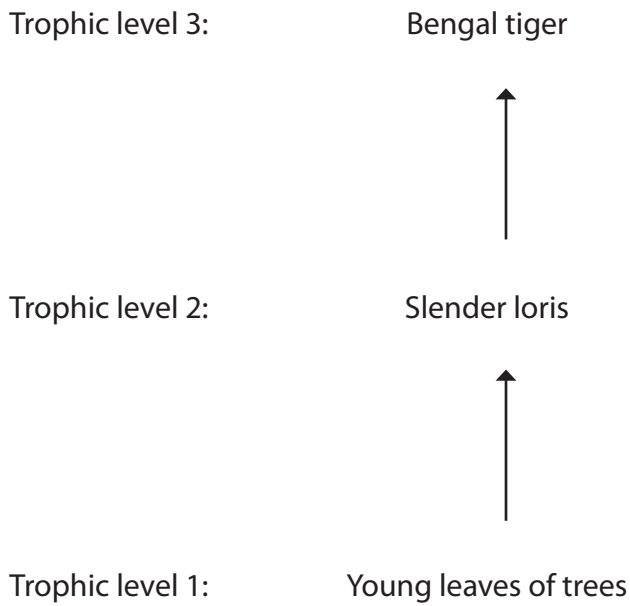 Trophic level 3: Bengal tiger
Trophic level 2: Slender loris
Trophic level 1: Young leaves of trees